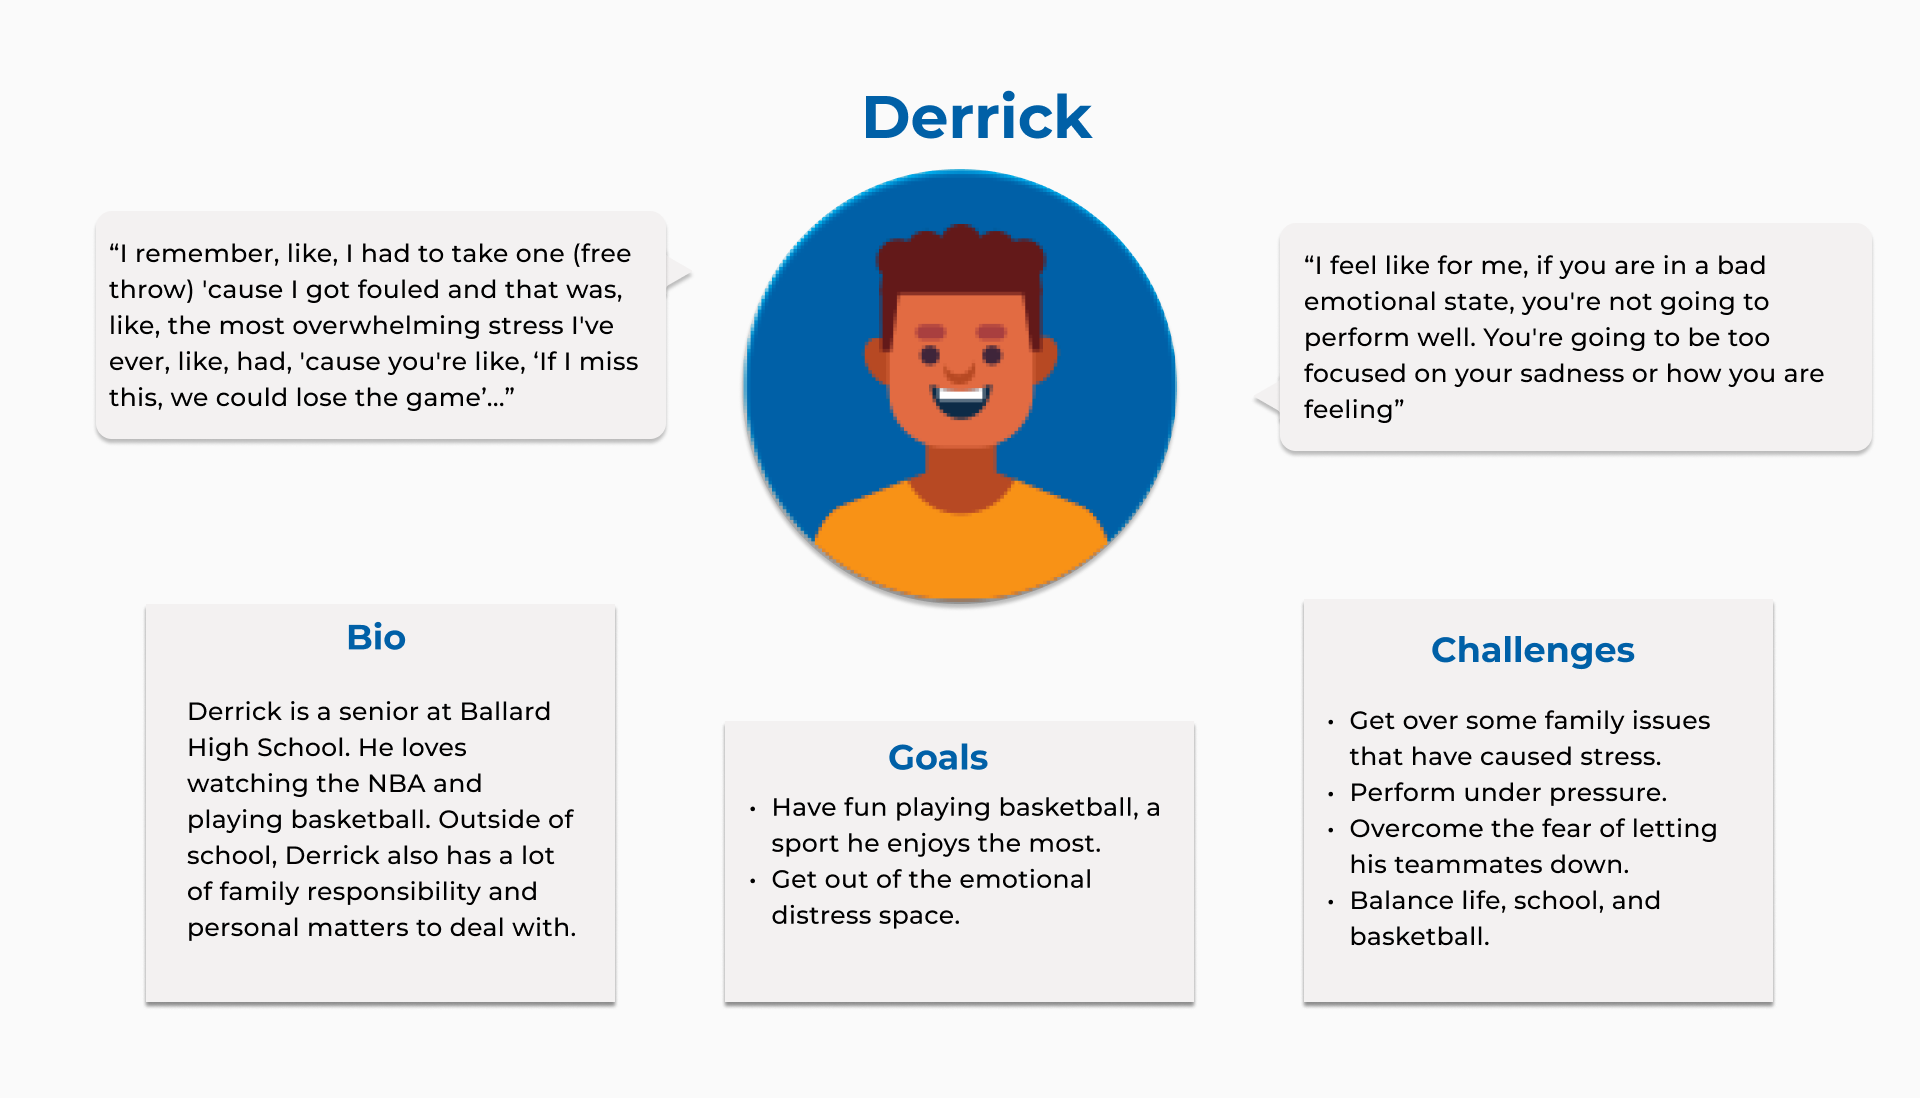 Derrick
“I remember, like, I had to take one (free
throw) 'cause I got fouled and that was,
like, the most overwhelming stress I've
ever, like, had, 'cause you're like, ‘If I miss
this, we could lose the game’...”
“I feel like for me, if you are in a bad
emotional state, you're not going to
perform well. You're going to be too
focused on your sadness or how you are
feeling”
Bio
Derrick is a senior at Ballard
High School. He loves
watching the NBA and
playing basketball. Outside of
school, Derrick also has a lot
of family responsibility and
personal matters to deal with.
Goals
• Have fun playing basketball, a
sport he enjoys the most.
• Get out of the emotional
distress space.
Challenges
• Get over some family issues
that have caused stress.
• Perform under pressure.
• Overcome the fear of letting
his teammates down.
• Balance life, school, and
basketball.